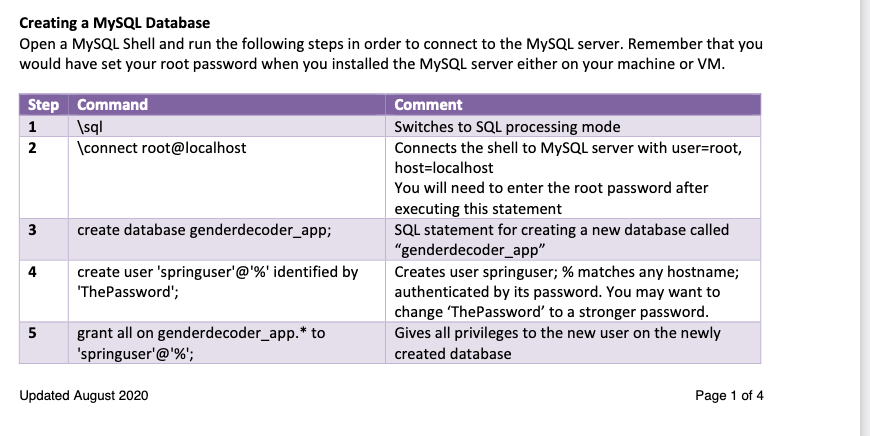 Creating a MySQL Database
Open a MySQL Shell and run the following steps in order to connect to the MySQL server. Remember that you
would have set your root password when you installed the MySQL server either on your machine or VM.
Step Command Comment
1 \sql Switches to SQL processing mode
2 \connect root@localhost Connects the shell to MySQL server with user=root,
host=localhost
You will need to enter the root password after
executing this statement
3 create database genderdecoder_app; SQL statement for creating a new database called
“genderdecoder_app”
4 create user 'springuser'@'%' identified by Creates user springuser; % matches any hostname;
'ThePassword'; authenticated by its password. You may want to
change ‘ThePassword’ to a stronger password.
5 grant all on genderdecoder_app.* to Gives all privileges to the new user on the newly
'springuser'@'%'; created database
Updated August 2020 Page 1 of 4